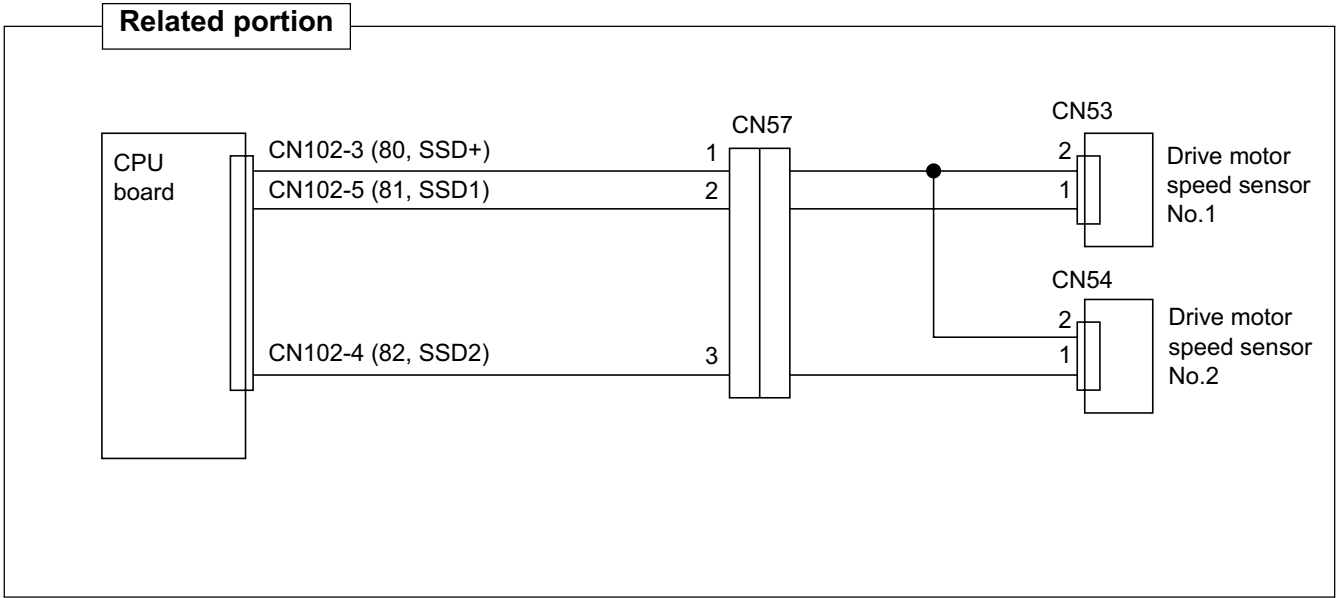 Related portion
CPU
board
CN102-3 (80, SSD+)
CN102-5 (81, SSD1)
CN102-4 (82, SSD2)
CN57
1
2
3
CN53
2
1
Drive motor
speed sensor
No.1
CN54
2
1
Drive motor
speed sensor
No.2